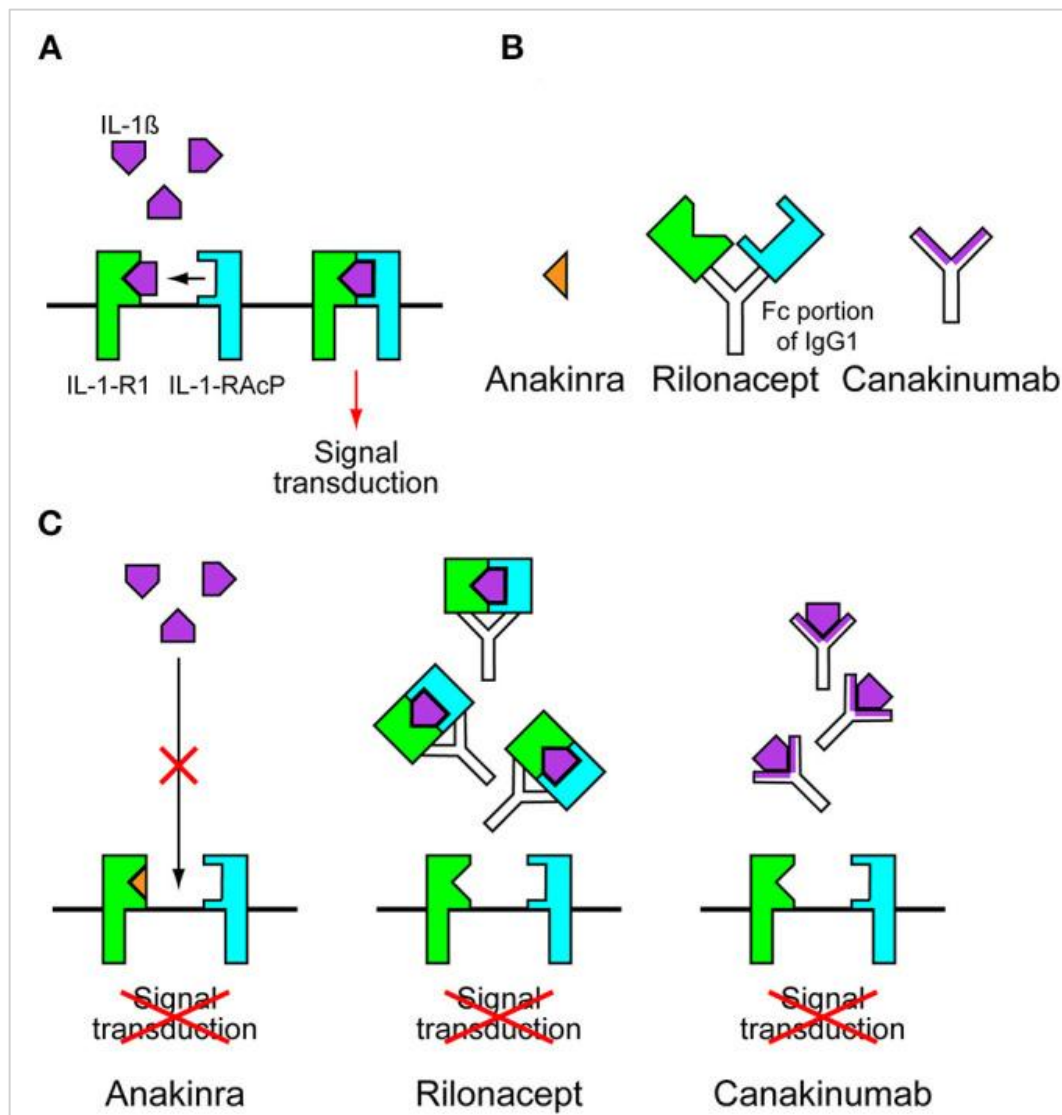 A
IL-1ß
IL-1-R1
IL-1-RAcP
Signal
transduction
B
Fc portion
of IgG1
Anakinra
Rilonacept
Canakinumab
C
Signal
transduction
Signal
transduction
Signal
transduction
Anakinra
Rilonacept
Canakinumab